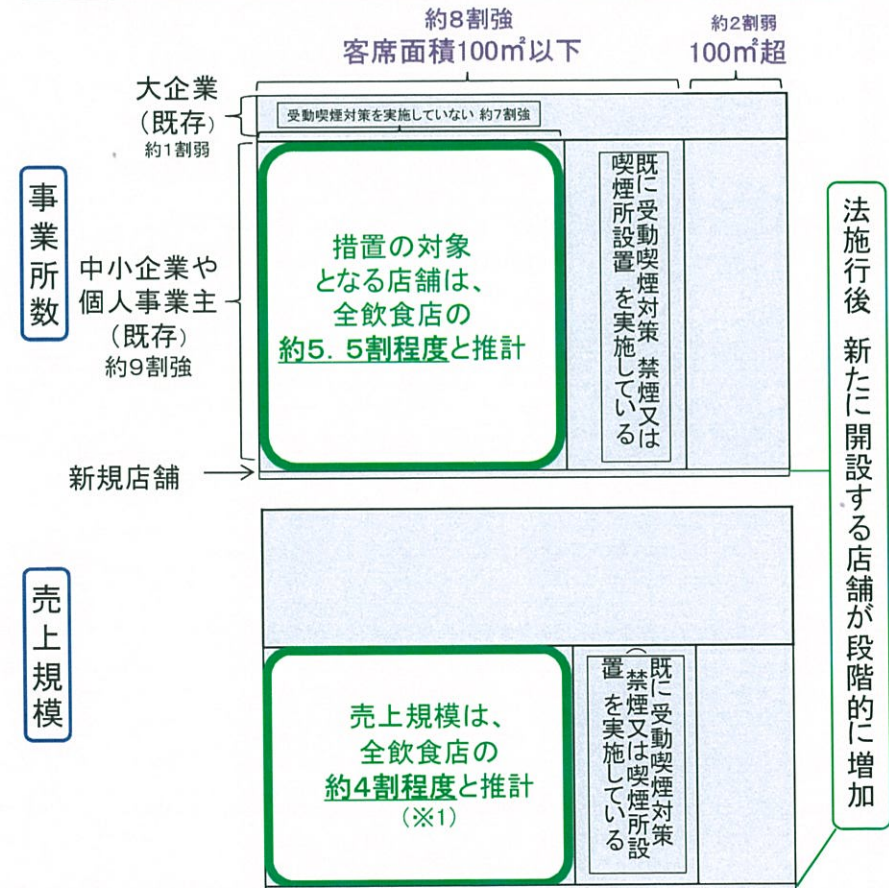 約8割強
客席面積100㎡以下
約2割弱
100㎡超
大企業
(既存)
約1割弱
受動喫煙対策を実施していない 約7割強
事業所数
中小企業や
個人事業主
(既存)
約9割強
措置の対象
となる店舗は、
全飲食店の
約5.5割程度と推計
既に受動喫煙対策 禁煙又は
喫煙所設置 を実施している
新規店舗
法施行後 新たに開設する店舗が段階的に増加
売上規模
売上規模は、
全飲食店の
約4割程度と推計
(※1)
既に受動喫煙対策
(禁煙又は喫煙所設
置 を実施している